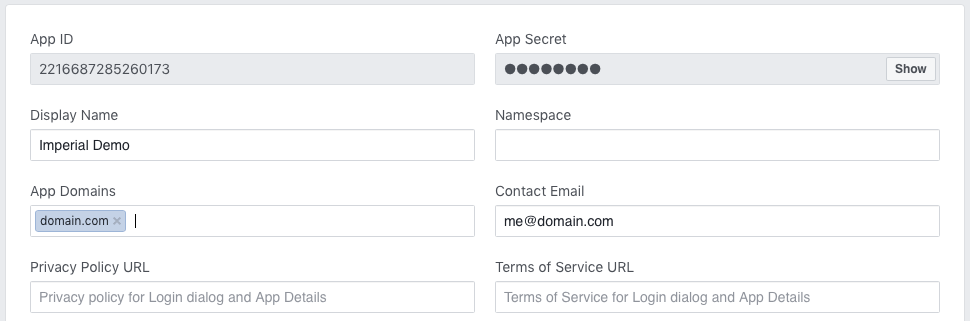 App ID App Secret
2216687285260173 ●●●●●●●● Show
Display Name Namespace
Imperial Demo
App Domains Contact Email
domain.com × me@domain.com
Privacy Policy URL Terms of Service URL
Privacy policy for Login dialog and App Details Terms of Service for Login dialog and App Details